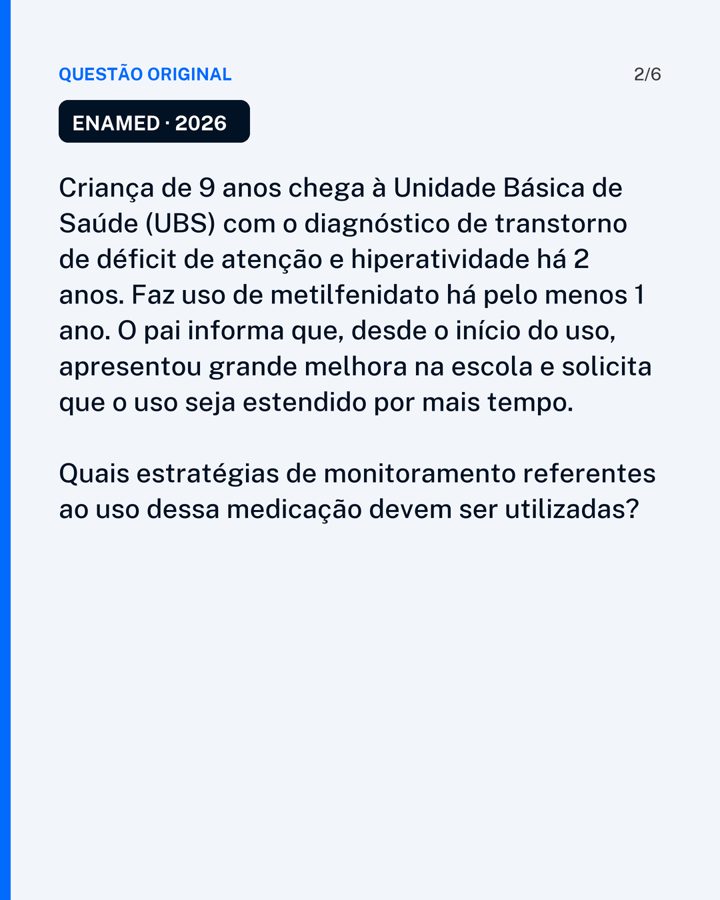 QUESTÃO ORIGINAL
2/6
ENAMED · 2026
Criança de 9 anos chega à Unidade Básica de
Saúde (UBS) com o diagnóstico de transtorno
de déficit de atenção e hiperatividade há 2
anos. Faz uso de metilfenidato há pelo menos 1
ano. O pai informa que, desde o início do uso,
apresentou grande melhora na escola e solicita
que o uso seja estendido por mais tempo.
Quais estratégias de monitoramento referentes
ao uso dessa medicação devem ser utilizadas?